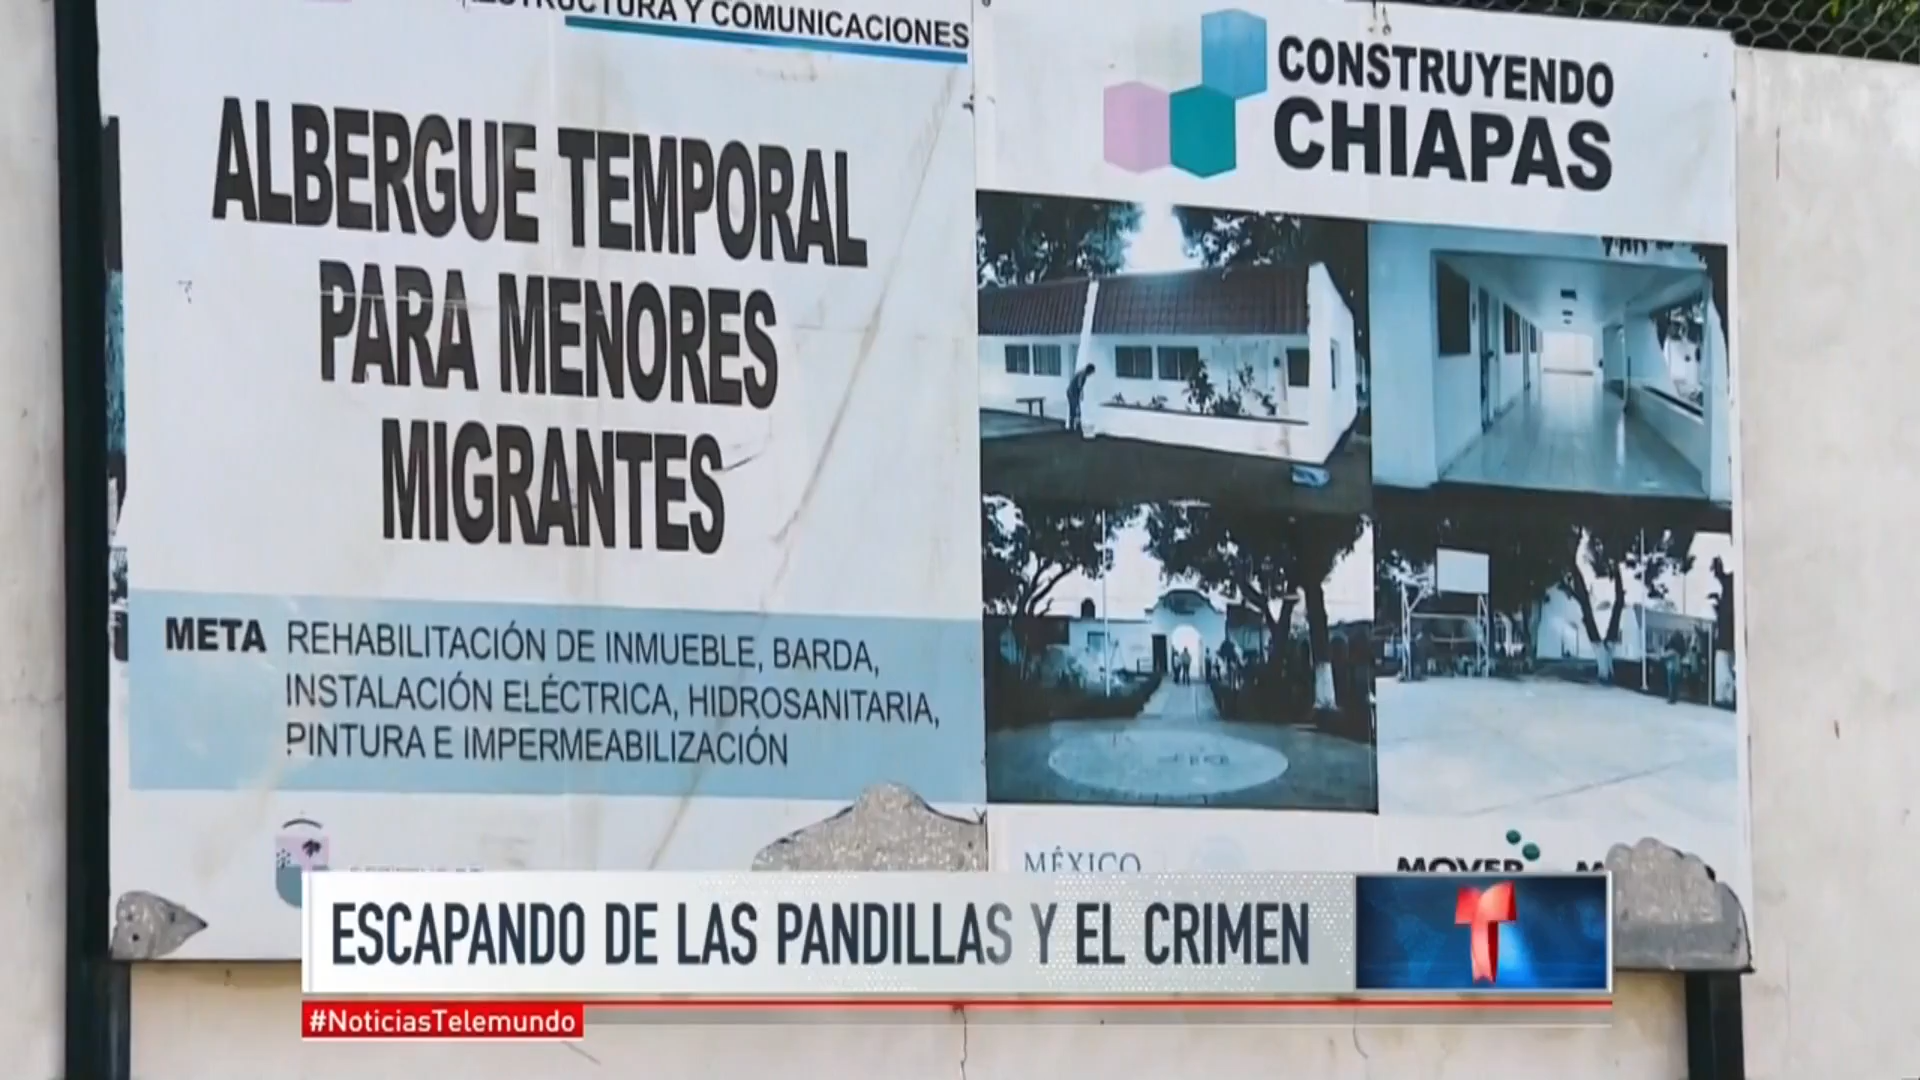 Y COMUNICACIONES
ALBERGUE TEMPORAL
PARA MENORES
MIGRANTES
META REHABILITACIÓN DE INMUEBLE, BARDA,
INSTALACIÓN ELÉCTRICA, HIDROSANITARIA,
PINTURA E IMPERMEABILIZACIÓN
CONSTRUYENDO
CHIAPAS
MÉXICO
MOVER
ESCAPANDO DE LAS PANDILLAS Y EL CRIMEN
#NoticiasTelemundo